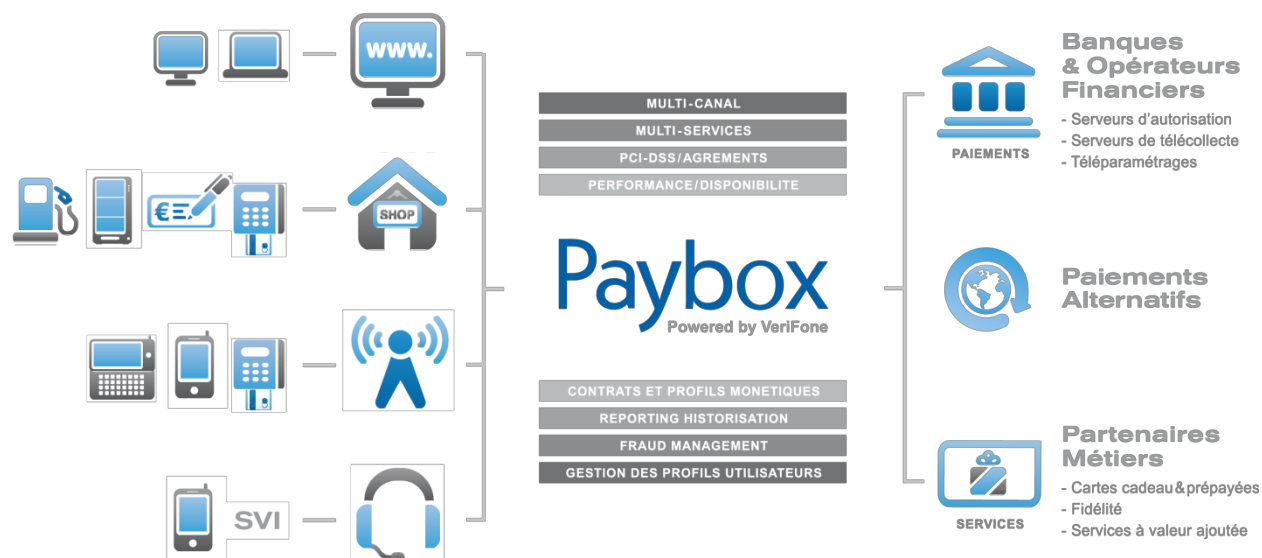 www.
€
SHOP
SVI
MULTI-CANAL
MULTI-SERVICES
PCI-DSS/AGREMENTS
PERFORMANCE/DISPONIBILITE
Paybox
Powered by VeriFone
CONTRATS ET PROFILS MONETIQUES
REPORTING HISTORISATION
FRAUD MANAGEMENT
GESTION DES PROFILS UTILISATEURS
PAIEMENTS
Banques
& Opérateurs
Financiers
- Serveurs d'autorisation
- Serveurs de télécollecte
- Téléparamétrages
Paiements
Alternatifs
SERVICES
Partenaires
Métiers
- Cartes cadeau & prépayées
- Fidélité
- Services à valeur ajoutée